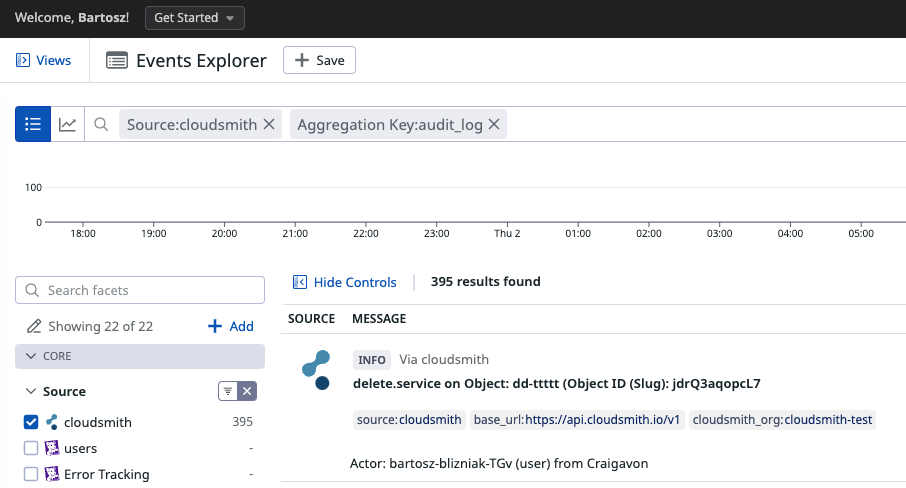 Welcome, Bartosz! Get Started
Views Events Explorer + Save
Source:cloudsmith × Aggregation Key:audit_log ×
100
0
18:00 19:00 20:00 21:00 22:00 23:00 Thu 2 01:00 02:00 03:00 04:00 05:00
Search facets
Hide Controls 395 results found
Showing 22 of 22 + Add
SOURCE MESSAGE
CORE
INFO Via cloudsmith
delete.service on Object: dd-ttttt (Object ID (Slug): jdrQ3aqopcL7
Source
cloudsmith 395
source:cloudsmith base_url:https://api.cloudsmith.io/v1 cloudsmith_org:cloudsmith-test
users -
Actor: bartosz-blizniak-TGv (user) from Craigavon
Error Tracking -